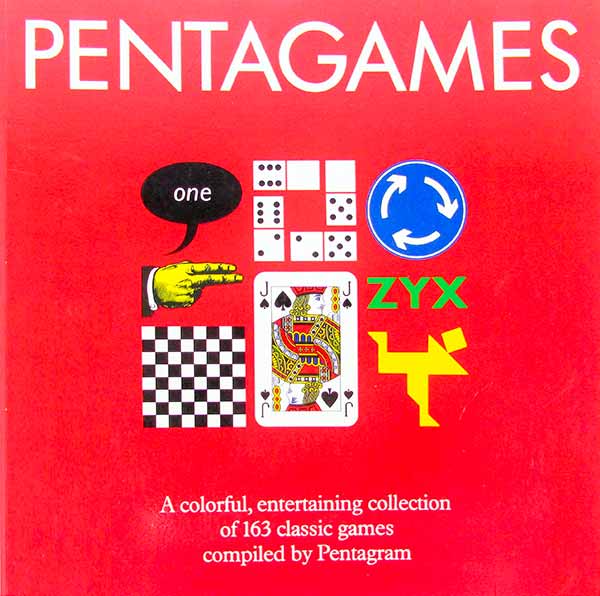 PENTAGAMES
one
J J
ZYX
J J
A colorful, entertaining collection
of 163 classic games
compiled by Pentagram